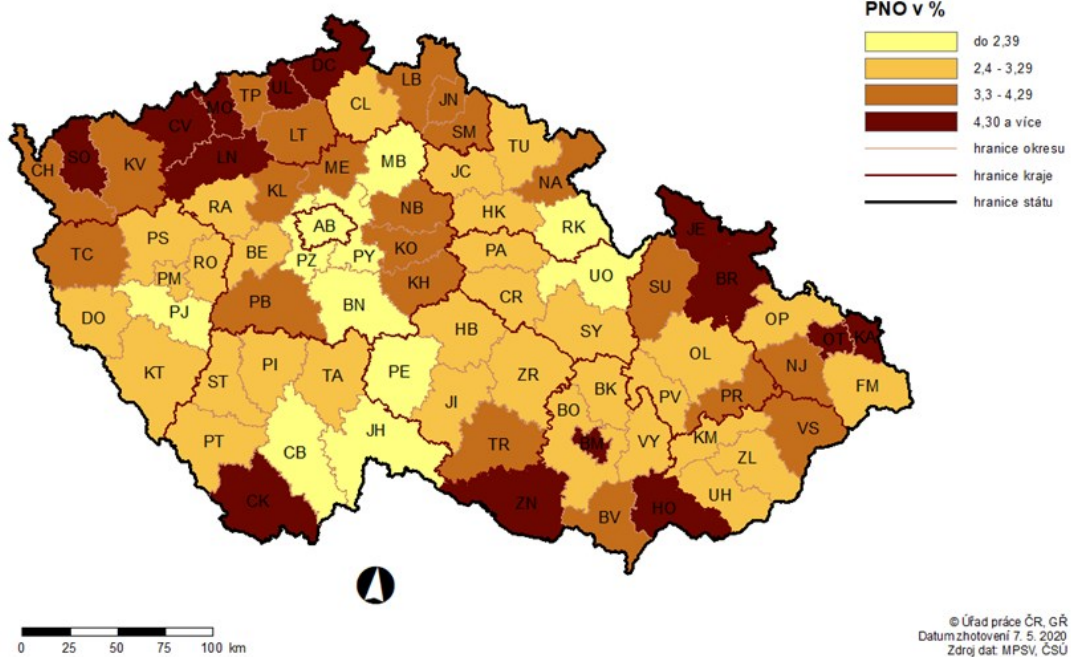 PNO v %
do 2,39
2,4 - 3,29
3,3 - 4,29
4,30 a více
hranice okresu
hranice kraje
hranice státu
DC
LB
UL
TP
MO
CL
JN
CV
LT
SM
TU
SO
KV
CH
LN
ME
MB
JC
NA
KL
RA
NB
HK
RK
AB
TC
PS
RO
BE
PZ
PY
KO
PA
UO
JE
PM
KH
BR
SU
PJ
PB
BN
CR
DO
SY
OP
HB
OT
KA
OL
KT
ST
PI
TA
PE
ZR
NJ
FM
BK
PV
PR
JI
BO
PT
CB
JH
TR
BM
VY
KM
VS
ZL
CK
ZN
BV
HO
UH
0 25 50 75 100 km
© Úřad práce ČR, GŘ
Datum zhotovení 7. 5. 2020
Zdroj dat: MPSV, ČSÚ